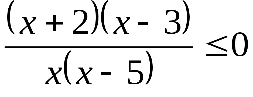 (x + 2)(x - 3)
x(x - 5)
≤0